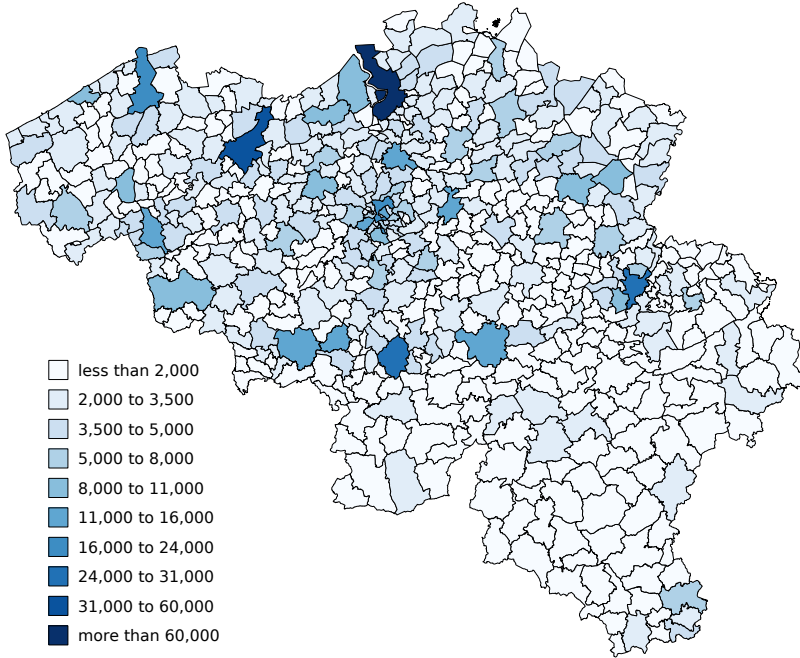 less than 2,000
2,000 to 3,500
3,500 to 5,000
5,000 to 8,000
8,000 to 11,000
11,000 to 16,000
16,000 to 24,000
24,000 to 31,000
31,000 to 60,000
more than 60,000